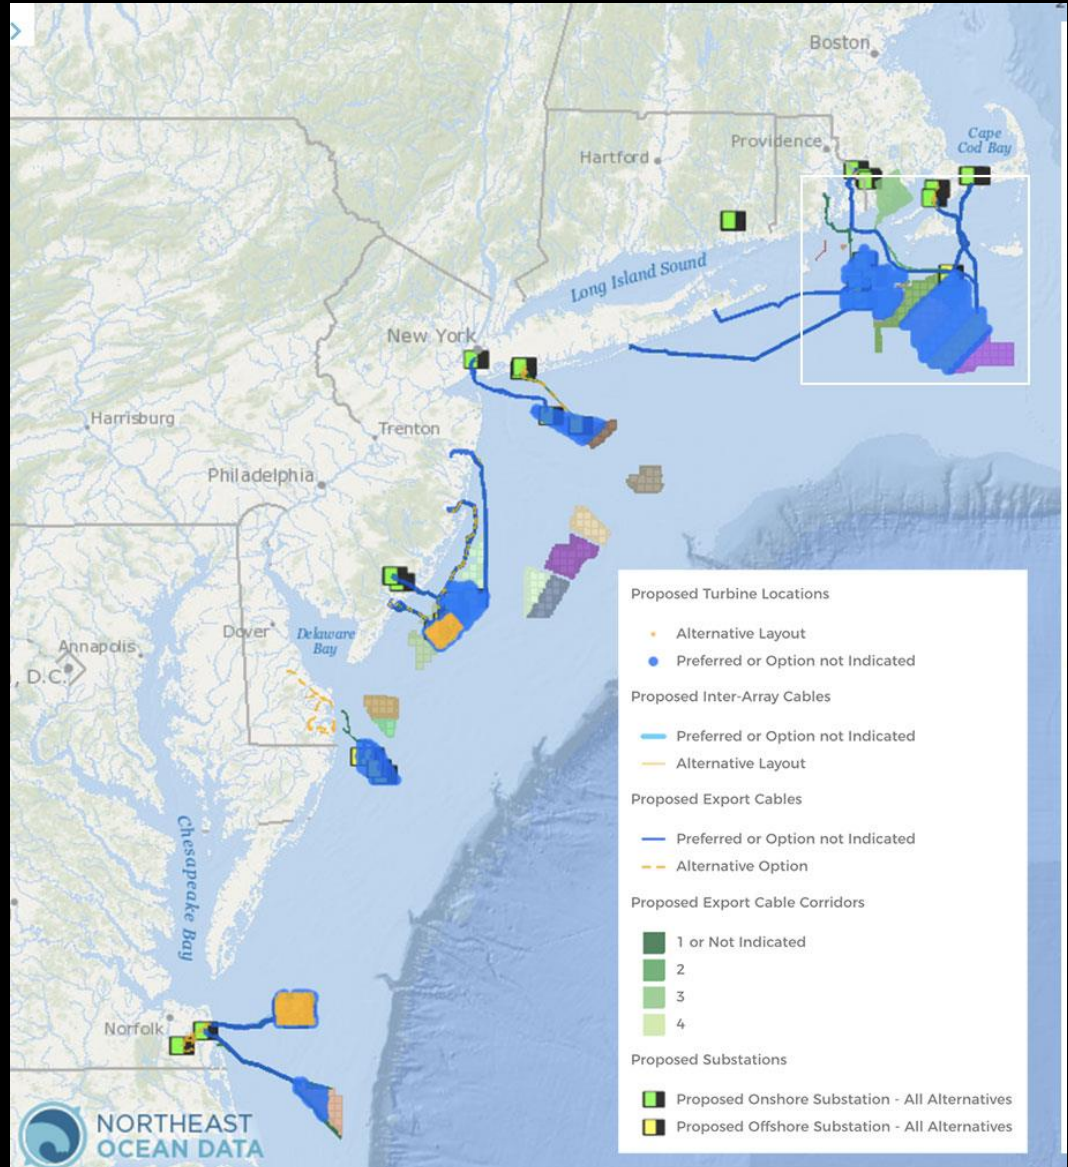 Boston
Cape
Cod Bay
Providence
Hartford
Long Island Sound
New York
Harrisburg
Trenton
Philadelphia
Annapolis
Dover
Delaware
Bay
, D.C.
Chesapeake Bay
Norfolk
NORTHEAST
OCEAN DATA
Proposed Turbine Locations
Alternative Layout
Preferred or Option not Indicated
Proposed Inter-Array Cables
Preferred or Option not Indicated
Alternative Layout
Proposed Export Cables
Preferred or Option not Indicated
Alternative Option
Proposed Export Cable Corridors
1 or Not Indicated
2
3
4
Proposed Substations
Proposed Onshore Substation - All Alternatives
Proposed Offshore Substation - All Alternatives